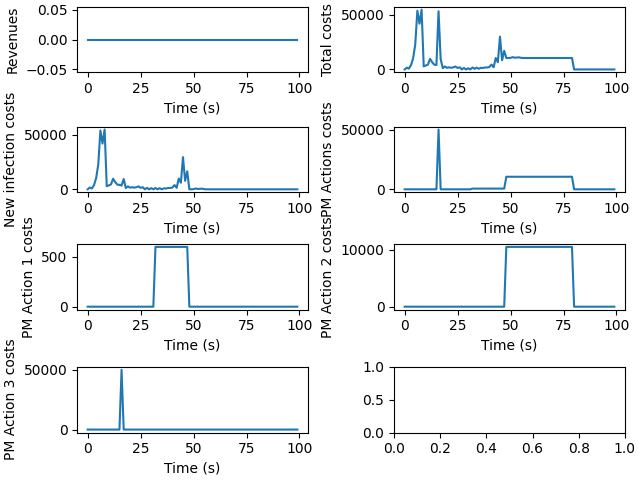 Revenues
0.05
0.00
−0.05
0 25 50 75 100
Time (s)
Total costs
50000
0
0 25 50 75 100
Time (s)
New infection costs
50000
0
0 25 50 75 100
Time (s)
PM Actions costs
50000
0
0 25 50 75 100
Time (s)
PM Action 1 costs
500
0
0 25 50 75 100
Time (s)
PM Action 2 costs
10000
0
0 25 50 75 100
Time (s)
PM Action 3 costs
50000
0
0 25 50 75 100
Time (s)
1.0
0.5
0.0
0.0 0.2 0.4 0.6 0.8 1.0